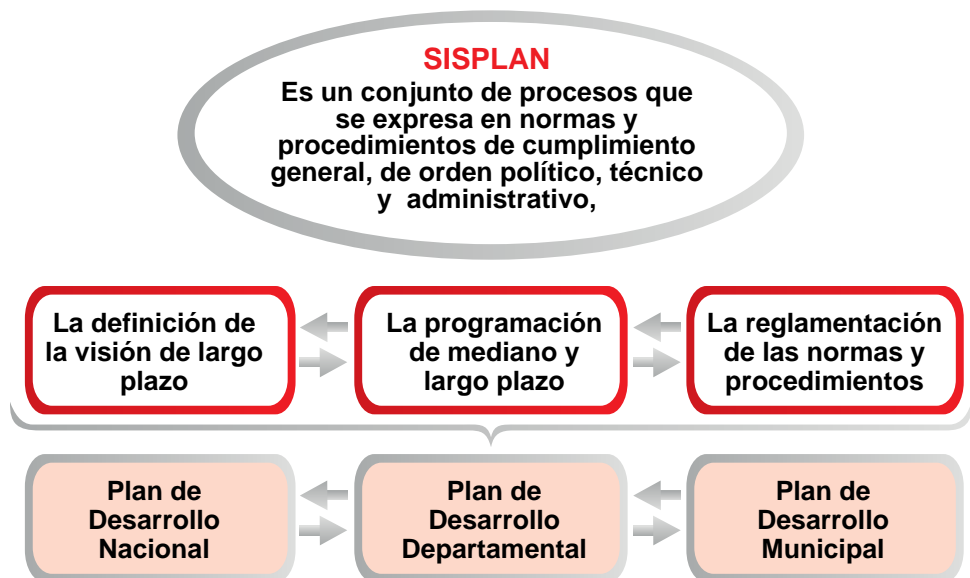 SISPLAN
Es un conjunto de procesos que
se expresa en normas y
procedimientos de cumplimiento
general, de orden político, técnico
y administrativo,
La definición de
la visión de largo
plazo
La programación
de mediano y
largo plazo
La reglamentación
de las normas y
procedimientos
Plan de
Desarrollo
Nacional
Plan de
Desarrollo
Departamental
Plan de
Desarrollo
Municipal